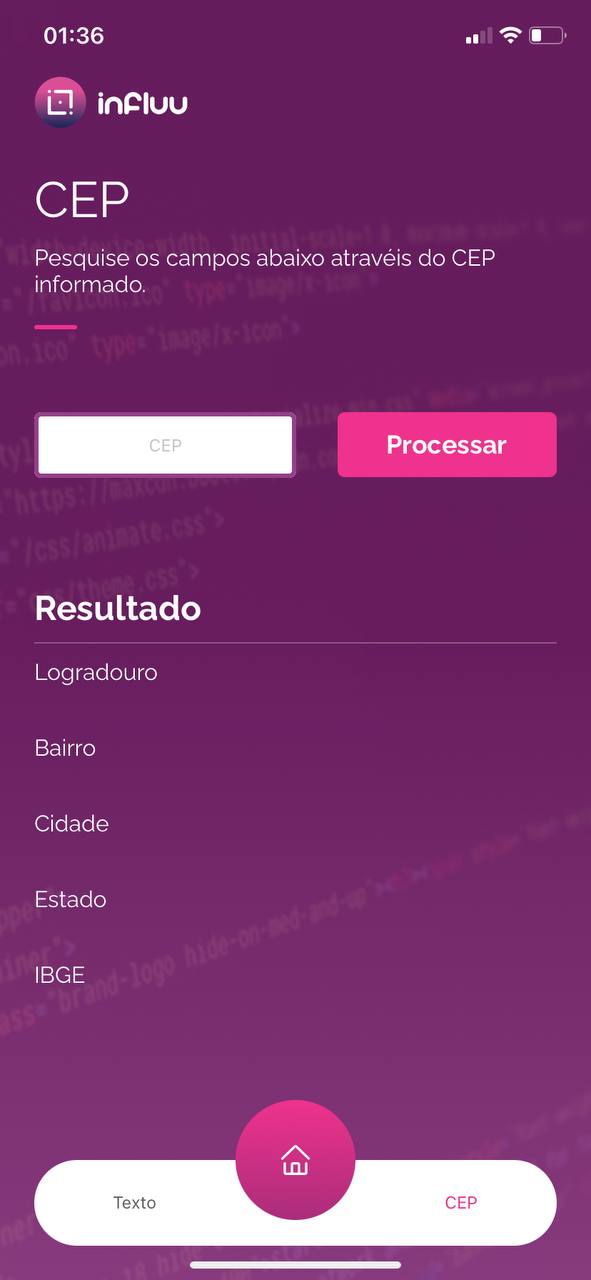 01:36
influu
CEP
Pesquise os campos abaixo atravéis do CEP
informado.
CEP
Processar
Resultado
Logradouro
Bairro
Cidade
Estado
IBGE
Texto
CEP